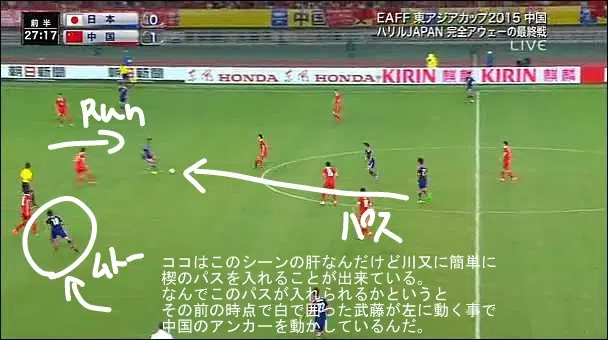 前半
27:17
日本 0
中国 1
EAFF 東アジアカップ2015 中国
ハリルJAPAN 完全アウェーの最終戦
LIVE
朝日新聞
HONDA
HONDA
KIRIN
KIRIN
Run
パス
ムトー
ココはこのシーンの肝なんだけど川又に簡単に
楔のパスを入れることが出来ている。
なんでこのパスが入れられるかというと
その前の時点で白で囲った武藤が左に動く事で
中国のアンカーを動かしているんだ。